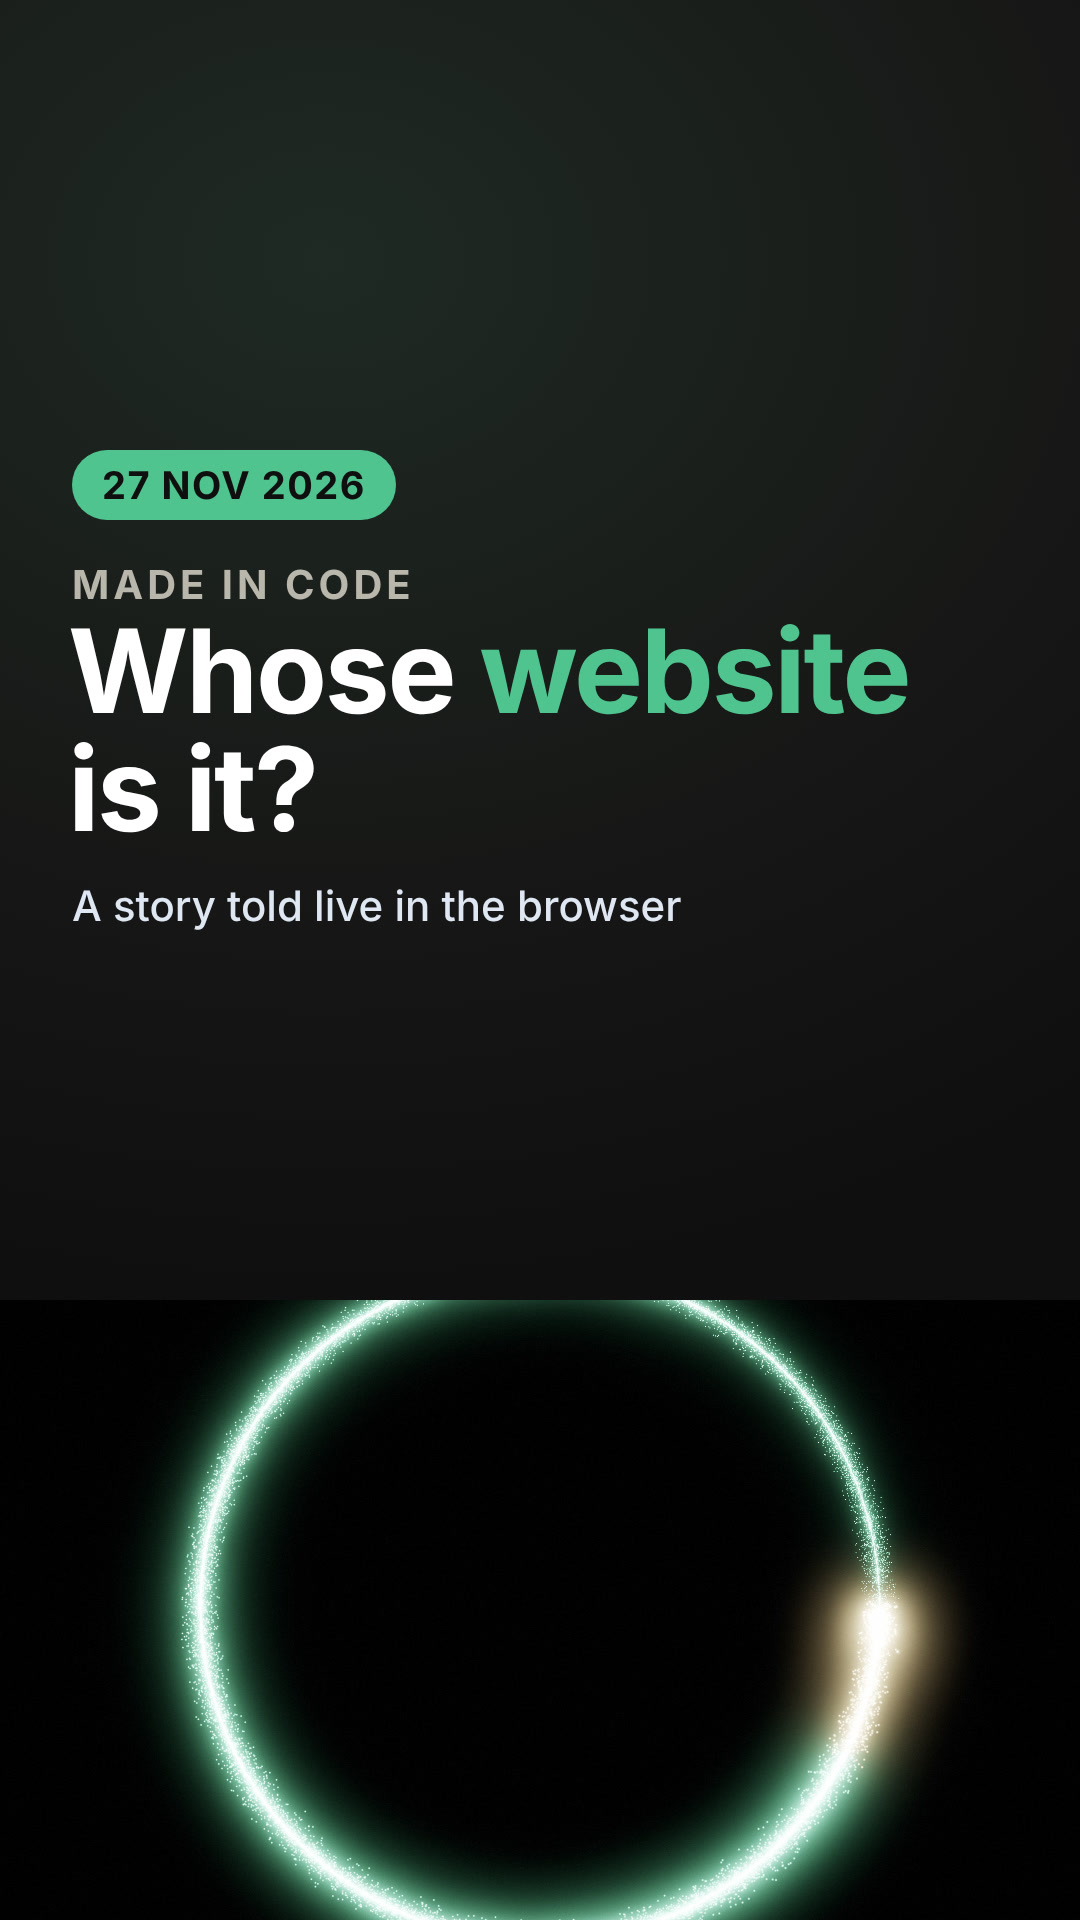 27 NOV 2026
MADE IN CODE
Whose website
is it?
A story told live in the browser